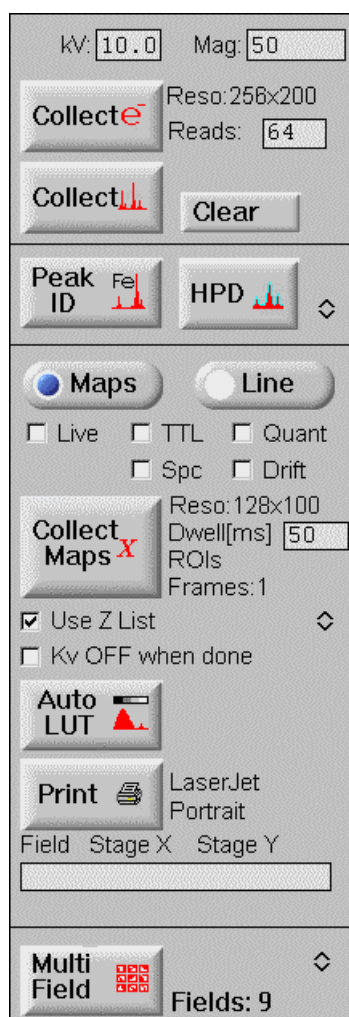 kV: 10.0 Mag: 50
Collect e-
Reso:256x200
Reads: 64
Collect
Clear
Peak ID Fe
HPD
Maps Line
Live TTL Quant
Spc Drift
Collect Maps X
Reso:128x100
Dwell[ms] 50
ROIs
Frames:1
Use Z List
Kv OFF when done
Auto LUT
Print
LaserJet
Portrait
Field Stage X Stage Y
Multi Field
Fields: 9